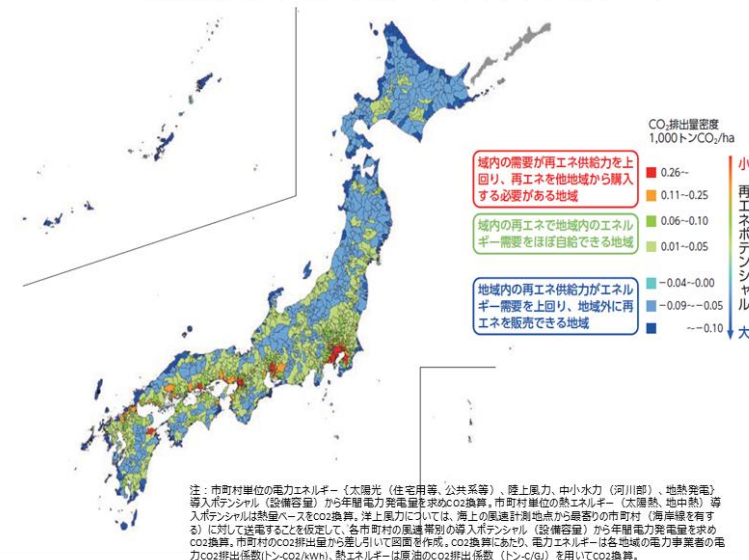 CO₂排出量密度
1,000トンCO₂/ha
域内の需要が再エネ供給力を上
回り、再エネを他地域から購入
する必要がある地域
0.26~
0.11~0.25
域内の再エネで地域内のエネル
ギー需要をほぼ自給できる地域
0.06~0.10
0.01~0.05
地域内の再エネ供給力がエネル
ギー需要を上回り、地域外に再
エネを販売できる地域
−0.04~0.00
−0.09~−0.05
~−0.10
小
再エネポテンシャル
大
注:市町村単位の電力エネルギー{太陽光(住宅用等、公共系等)、陸上風力、中小水力(河川部)、地熱発電}
導入ポテンシャル(設備容量)から年間電力発電量を求めCO2換算。市町村単位の熱エネルギー(太陽熱、地中熱)導
入ポテンシャルは熱量ベースをCO2換算。洋上風力については、海上の風速計測地点から最寄りの市町村(海岸線を有す
る)に対して送電することを仮定して、各市町村の風速帯別の導入ポテンシャル(設備容量)から年間電力発電量を求め
CO2換算。市町村のCO2排出量から差し引いて図面を作成。CO2換算にあたり、電力エネルギーは各地域の電力事業者の電
力CO2排出係数(トン-CO2/kWh)、熱エネルギーは原油のCO2排出係数(トン-C/GJ)を用いてCO2換算。